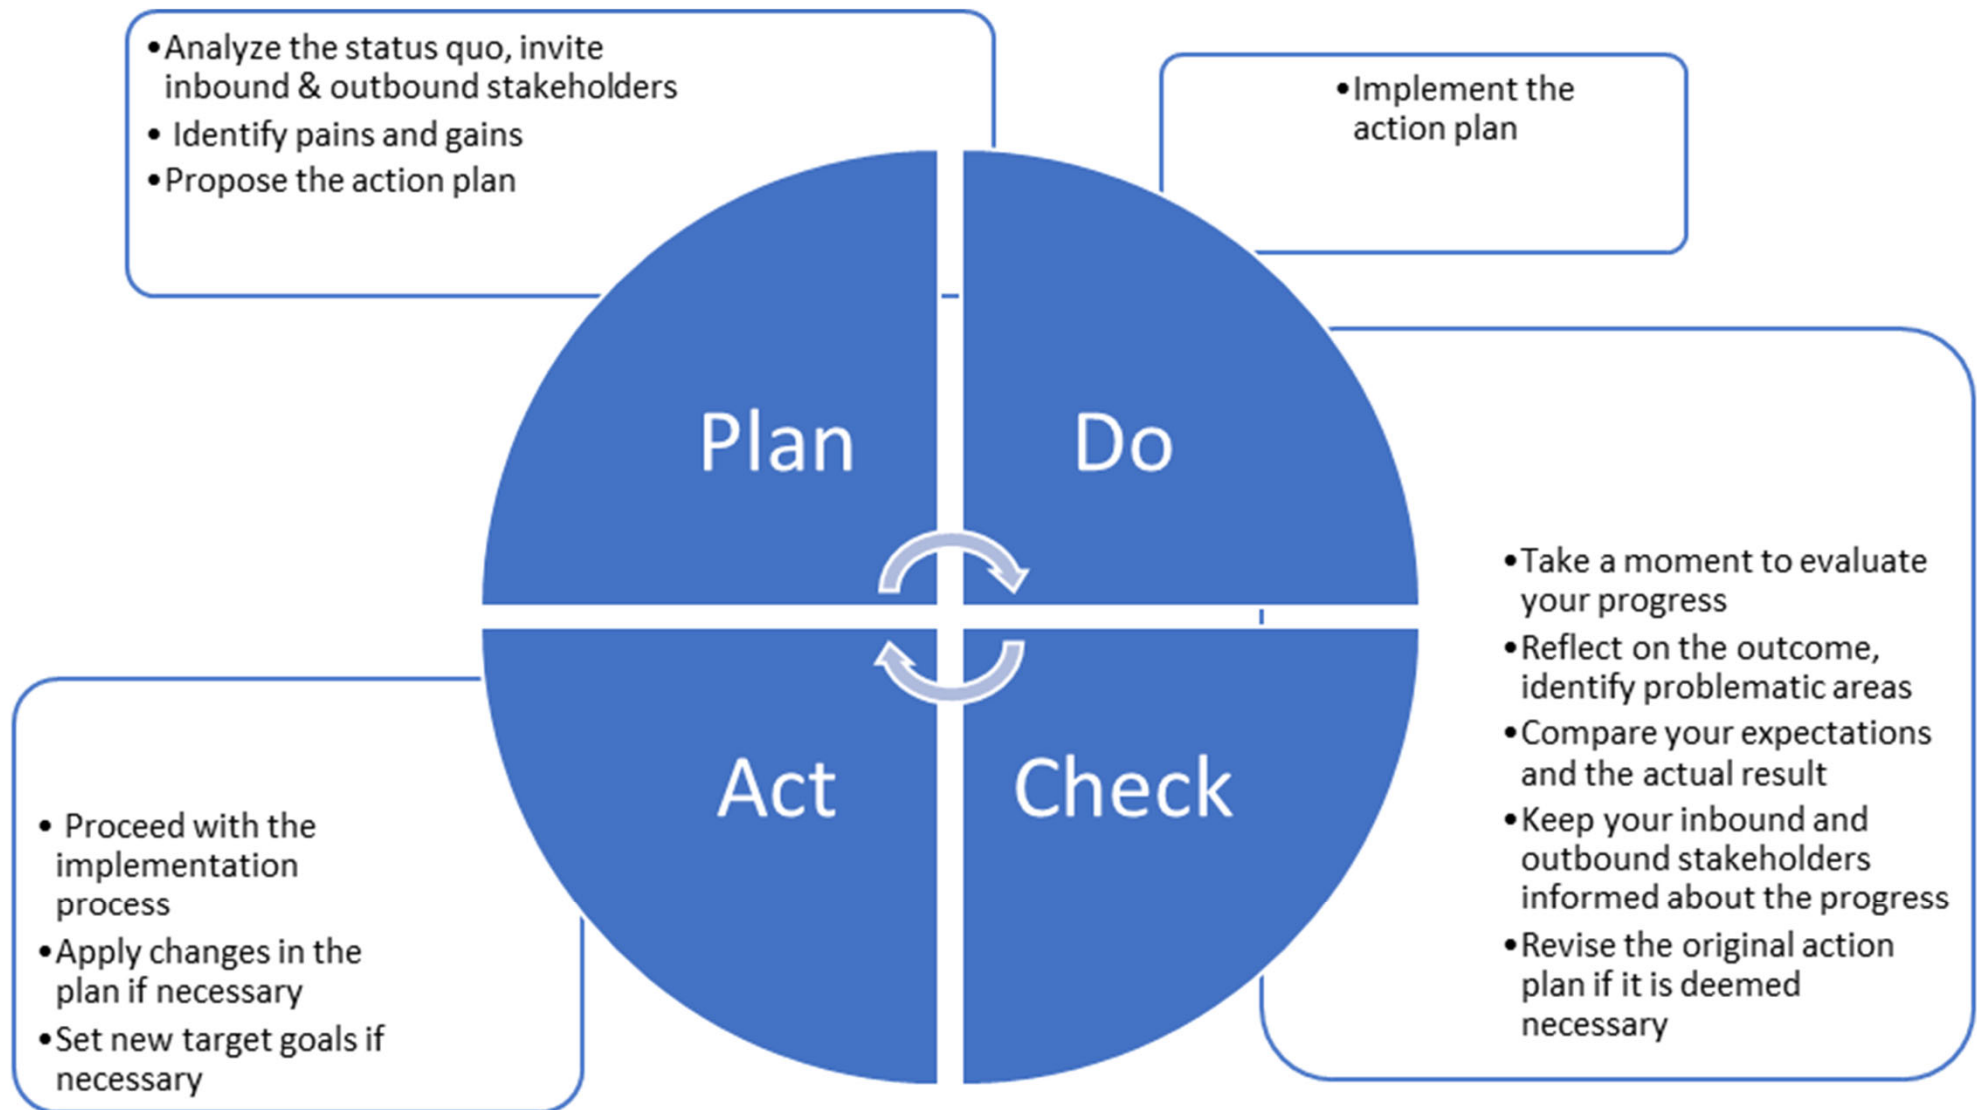 •Analyze the status quo, invite
inbound & outbound stakeholders
• Identify pains and gains
•Propose the action plan
•Implement the
action plan
Plan
Do
•Take a moment to evaluate
your progress
•Reflect on the outcome,
identify problematic areas
•Compare your expectations
and the actual result
•Keep your inbound and
outbound stakeholders
informed about the progress
•Revise the original action
plan if it is deemed
necessary
Act
Check
• Proceed with the
implementation
process
•Apply changes in the
plan if necessary
•Set new target goals if
necessary